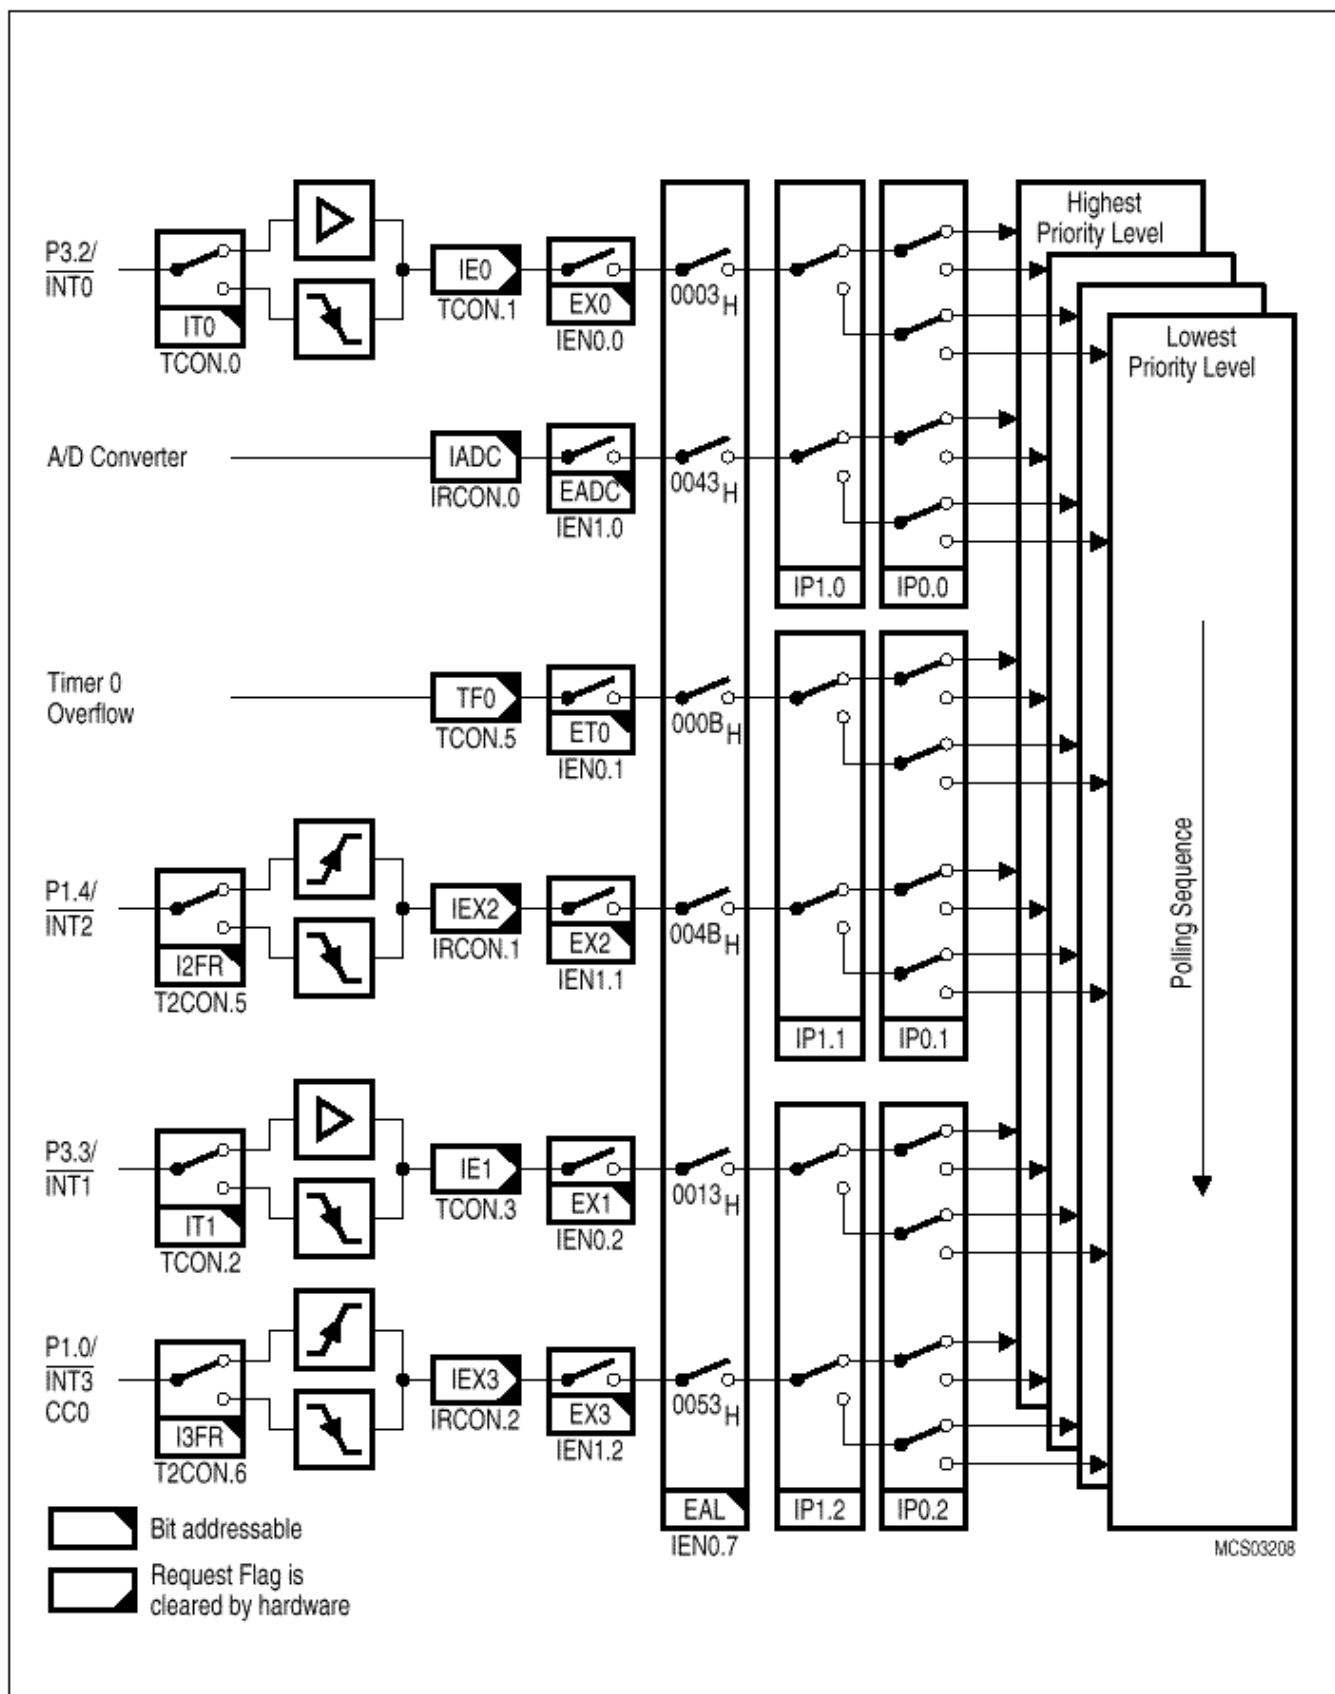 Highest
Priority Level
Lowest
Priority Level
Polling Sequence
P3.2/
INT0
IT0
TCON.0
IE0
TCON.1
EX0
IEN0.0
0003H
A/D Converter
IADC
IRCON.0
EADC
IEN1.0
0043H
IP1.0
IP0.0
Timer 0
Overflow
TF0
TCON.5
ET0
IEN0.1
000BH
P1.4/
INT2
I2FR
T2CON.5
IEX2
IRCON.1
EX2
IEN1.1
004BH
IP1.1
IP0.1
P3.3/
INT1
IT1
TCON.2
IE1
TCON.3
EX1
IEN0.2
0013H
P1.0/
INT3
CC0
I3FR
T2CON.6
IEX3
IRCON.2
EX3
IEN1.2
0053H
EAL
IEN0.7
IP1.2
IP0.2
MCS03208
Bit addressable
Request Flag is
cleared by hardware